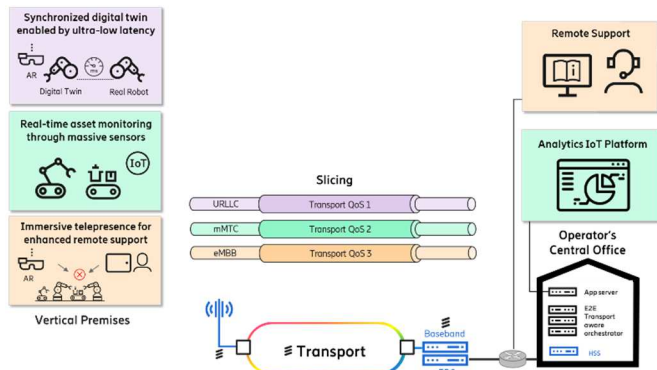 Synchronized digital twin
enabled by ultra-low latency
ms
AR
Digital Twin
Real Robot
Real-time asset monitoring
through massive sensors
IoT
Immersive telepresence for
enhanced remote support
AR
Vertical Premises
Slicing
URLLC
Transport QoS 1
mMTC
Transport QoS 2
eMBB
Transport QoS 3
Transport
Baseband
Remote Support
Analytics IoT Platform
Operator's
Central Office
App server
E2E
Transport
aware
orchestrator
HSS